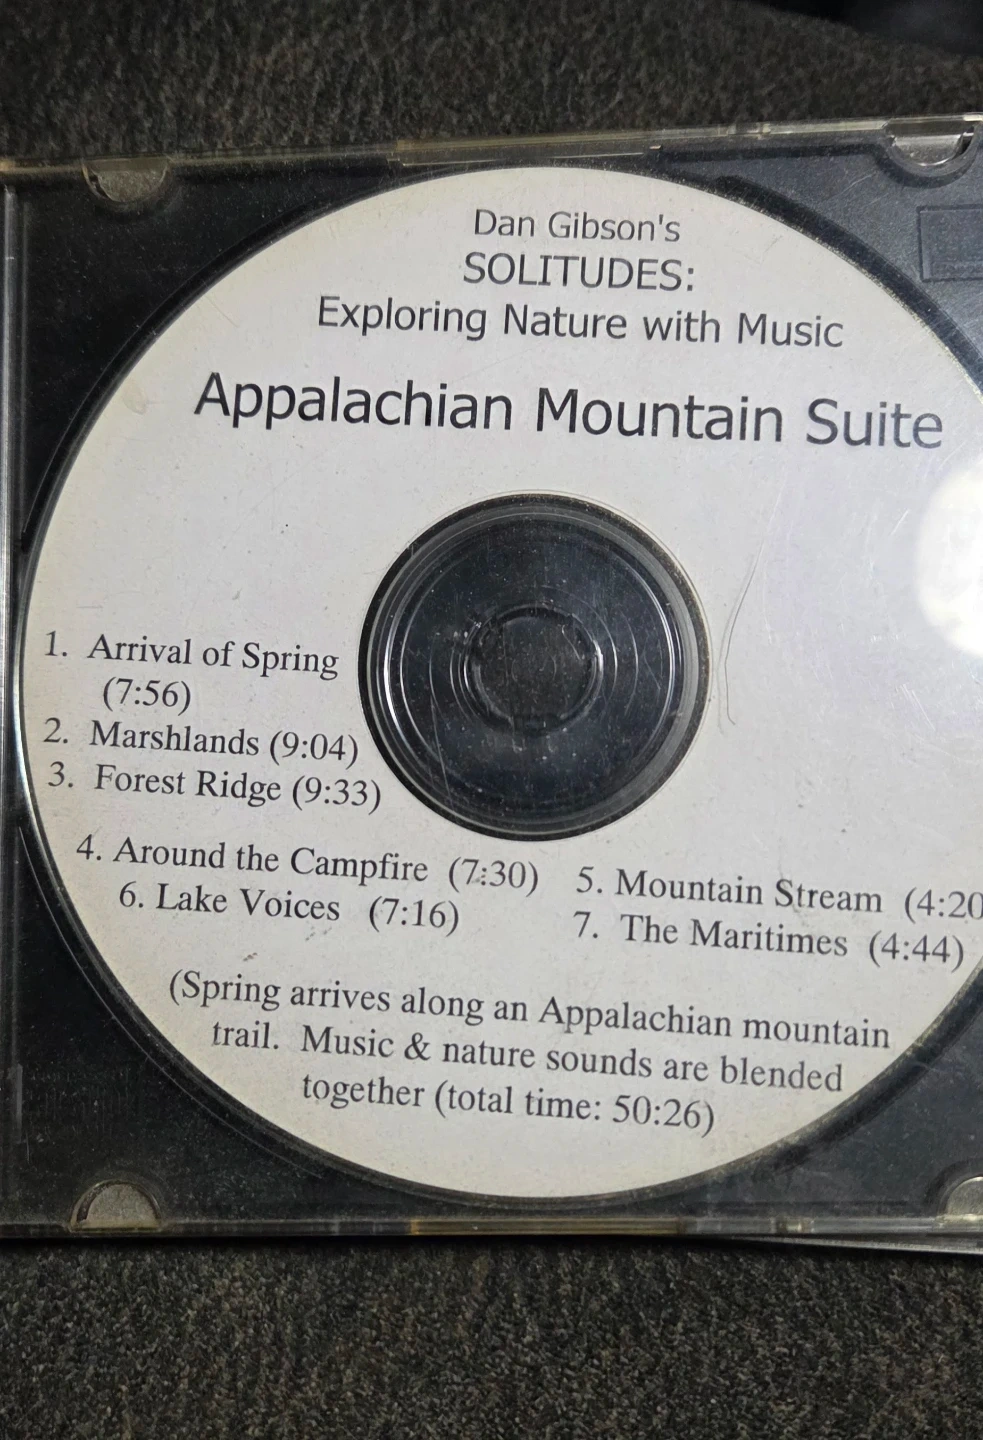 Dan Gibson's
SOLITUDES:
Exploring Nature with Music
Appalachian Mountain Suite
1. Arrival of Spring
(7:56)
2. Marshlands (9:04)
3. Forest Ridge (9:33)
4. Around the Campfire (7:30) 5. Mountain Stream (4:20
6. Lake Voices (7:16) 7. The Maritimes (4:44)
(Spring arrives along an Appalachian mountain
trail. Music & nature sounds are blended
together (total time: 50:26)